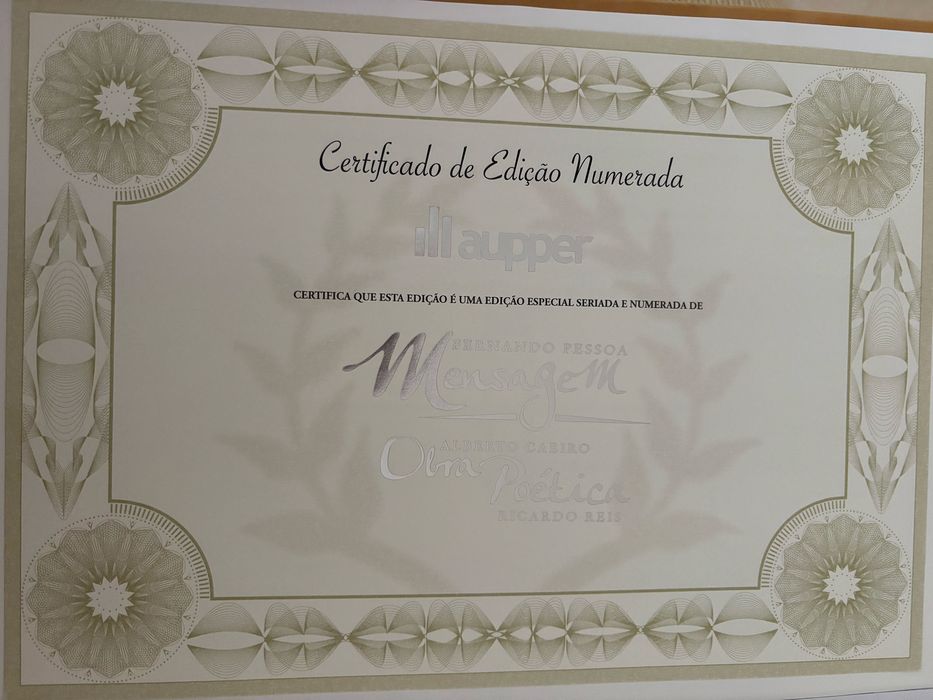 Certificado de Edição Numerada
aupper
CERTIFICA QUE ESTA EDIÇÃO É UMA EDIÇÃO ESPECIAL SERIADA E NUMERADA DE
FERNANDO PESSOA
Mensagem
ALBERTO CAEIRO
Obra Poética
RICARDO REIS